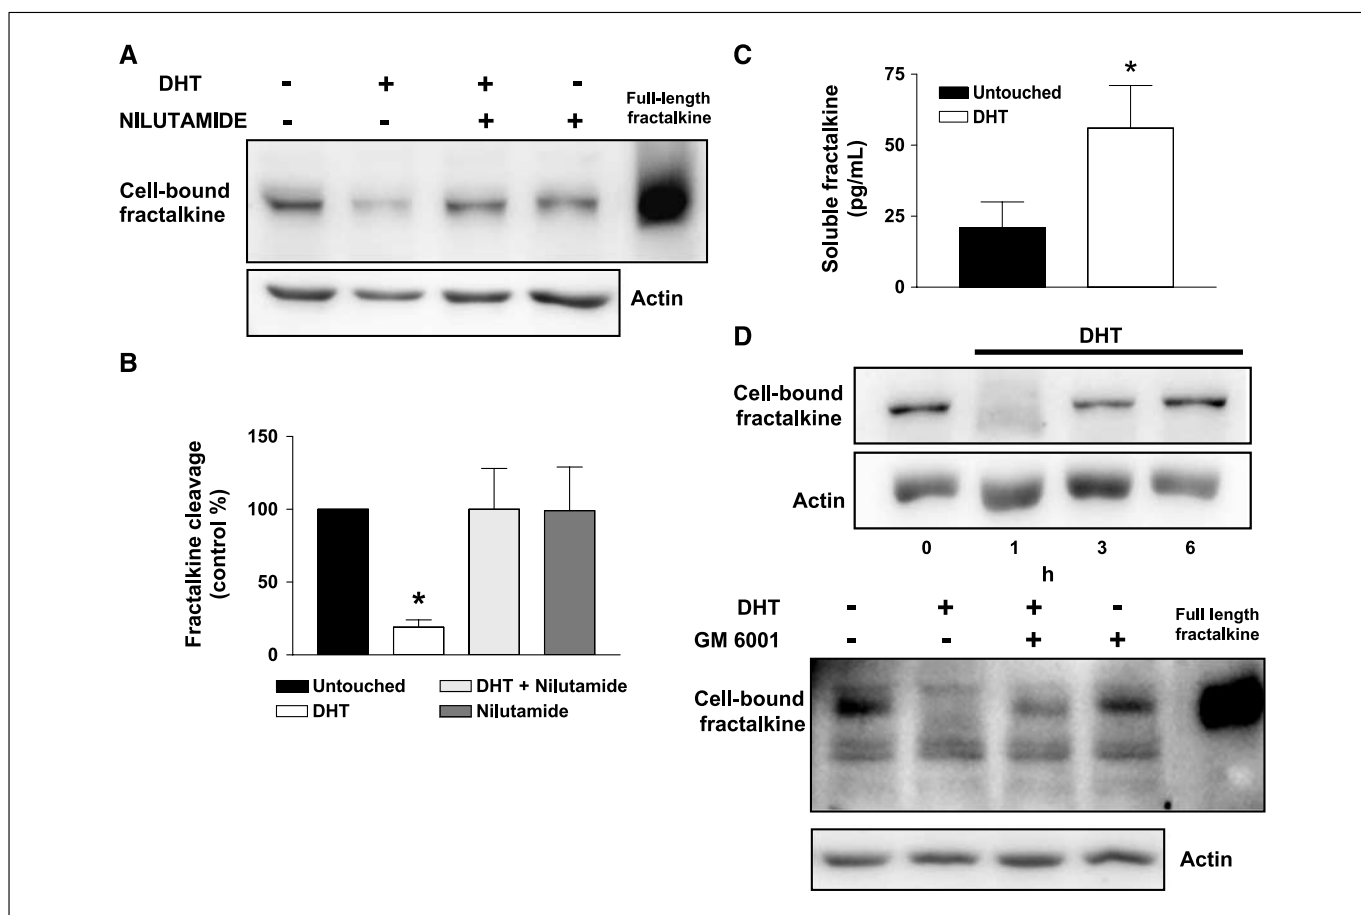 A
DHT - + + -
NILUTAMIDE - - + +
Full-length
fractalkine
Cell-bound
fractalkine
Actin
B
Fractalkine cleavage
(control %)
150
100
50
0
*
Untouched
DHT
DHT + Nilutamide
Nilutamide
C
Soluble fractalkine
(pg/mL)
75
50
25
0
Untouched
DHT
*
D
DHT
Cell-bound
fractalkine
Actin
0 1 3 6
h
DHT - + + -
GM 6001 - - + +
Full length
fractalkine
Cell-bound
fractalkine
Actin